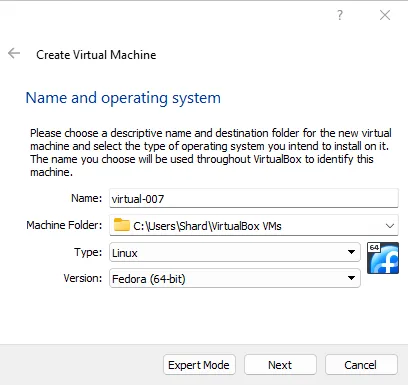 ?
Create Virtual Machine
Name and operating system
Please choose a descriptive name and destination folder for the new virtual
machine and select the type of operating system you intend to install on it.
The name you choose will be used throughout VirtualBox to identify this
machine.
Name: virtual-007
Machine Folder: C:\Users\Shard\VirtualBox VMs
Type: Linux 64
Version: Fedora (64-bit)
Expert Mode Next Cancel